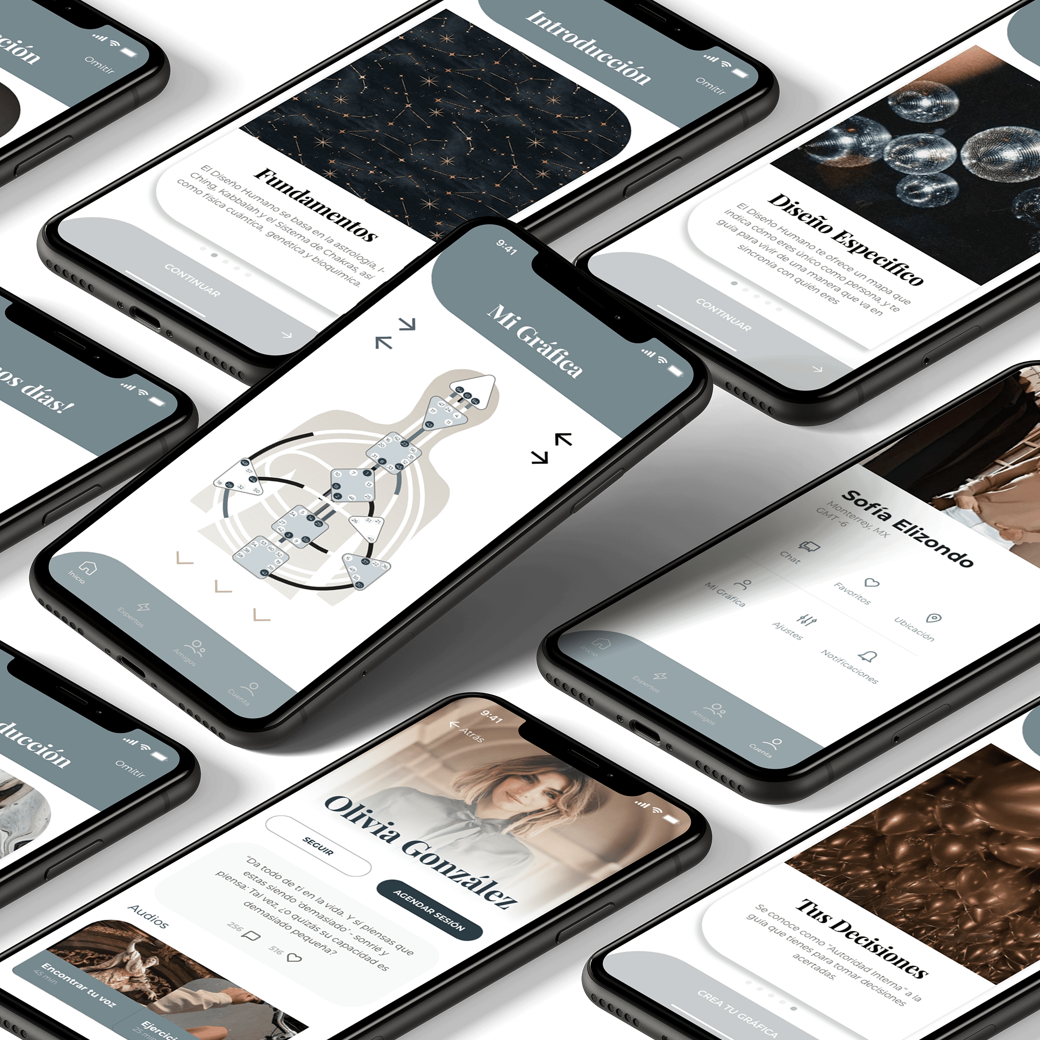 ción
Omitir
Introducción
Omitir
Fundamentos
El Diseño Humano se basa en la astrología, I-
Ching, Kabbalah y el Sistema de Chakras, así
como física cuántica, genética y bioquímica.
CONTINUAR
Diseño Específico
El Diseño Humano te ofrece un mapa que
indica cómo eres único como persona, y te
guía para vivir de una manera que va en
sincronía con quién eres
CONTINUAR
os días!
9:41
Mi Gráfica
Inicio
Expertos
Amigos
Cuenta
Sofía Elizondo
Monterrey, MX
GMT-6
Chat
Favoritos
Ubicación
Mi Gráfica
Ajustes
Notificaciones
Inicio
Expertos
Amigos
Cuenta
ducción
Omitir
9:41
Atrás
Olivia González
SEGUIR
AGENDAR SESIÓN
"Da todo de ti en la vida. Y si piensas que
estas siendo 'demasiado'- sonríe y
piensa: Tal vez, ¿o quizás su capacidad es
demasiado pequeña?
256
576
Audios
Encontrar tu voz
43 min
Ejercici
25
Tus Decisiones
Se conoce como "Autoridad Interna" a la
guía que tienes para tomar decisiones
acertadas.
CREA TU GRÁFICA